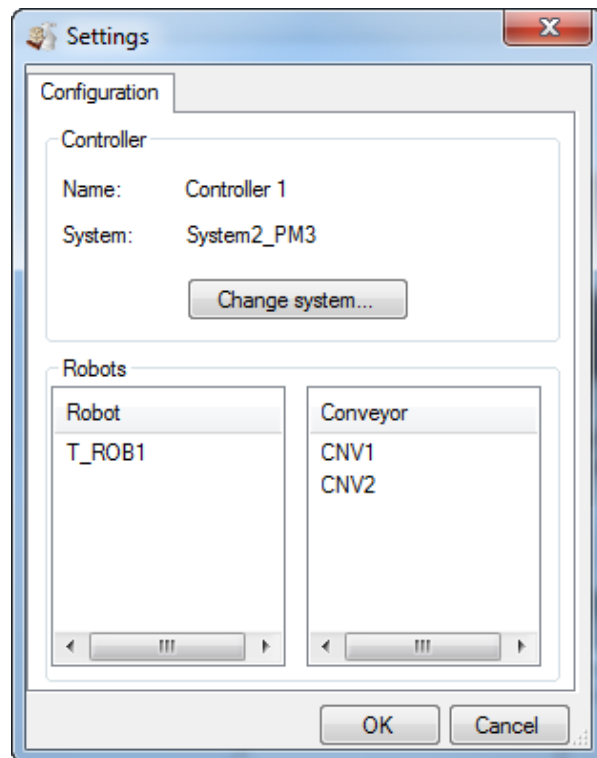 Settings
Configuration
Controller
Name: Controller 1
System: System2_PM3
Change system...
Robots
Robot Conveyor
T_ROB1 CNV1
CNV2
OK Cancel